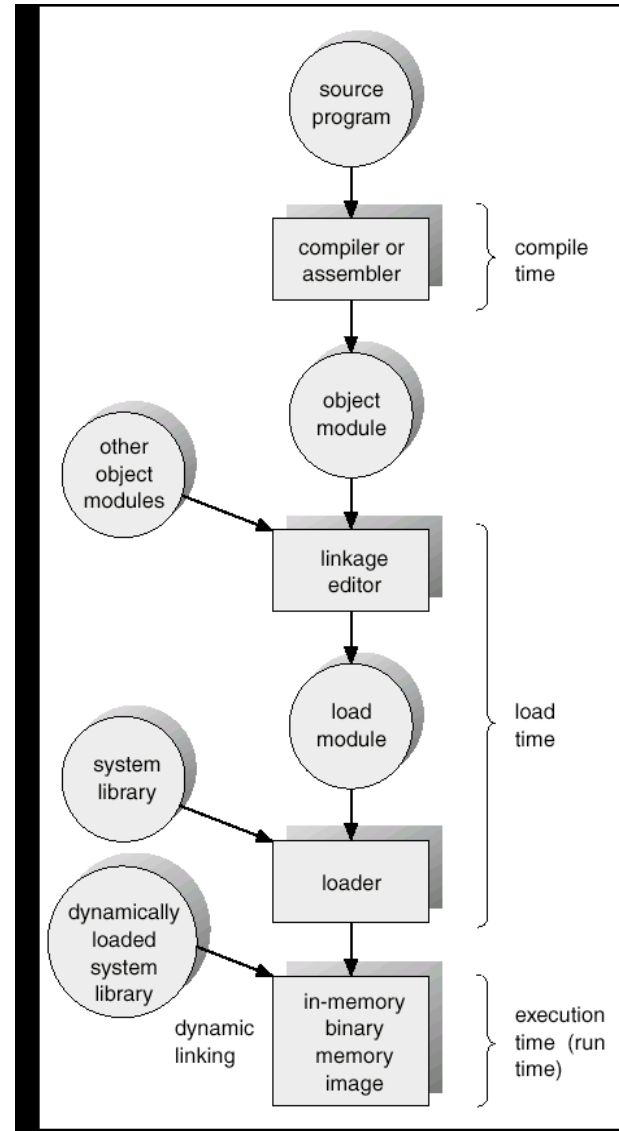 source
program
compiler or
assembler
compile
time
object
module
other
object
modules
linkage
editor
load
module
load
time
system
library
loader
dynamically
loaded
system
library
dynamic
linking
in-memory
binary
memory
image
execution
time (run
time)